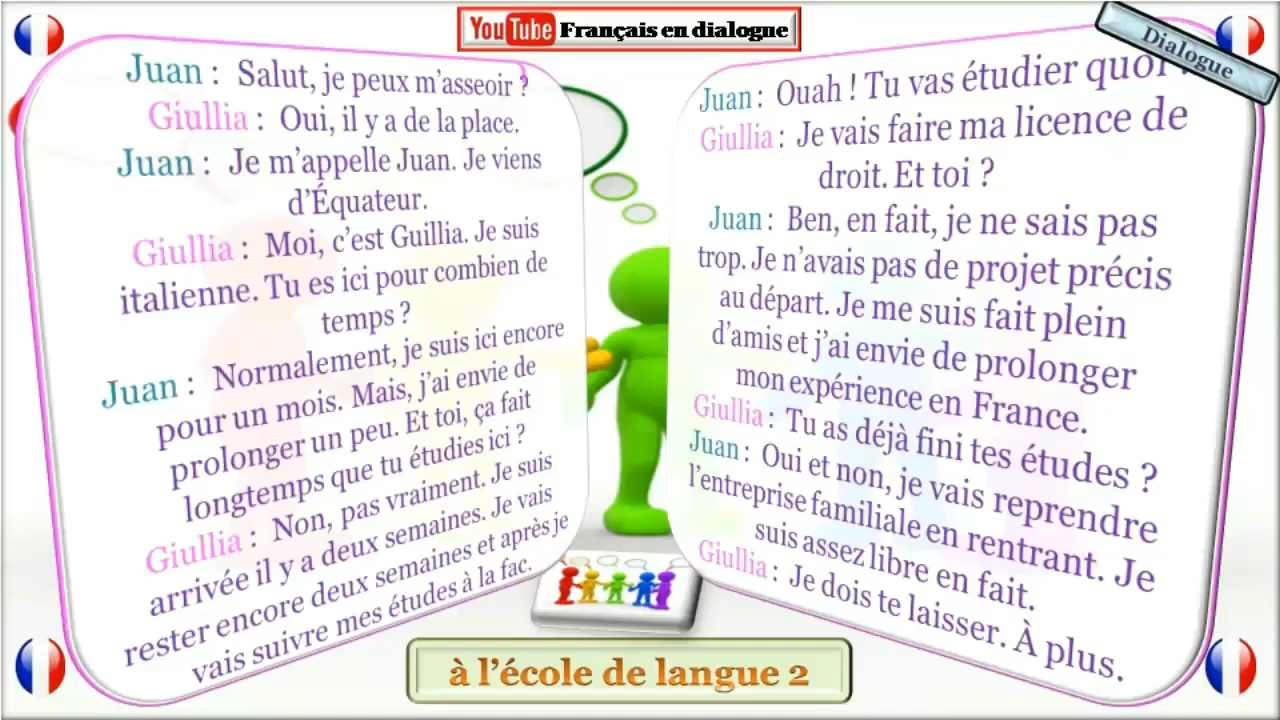 YouTube Français en dialogue
Dialogue
Juan : Salut, je peux m'asseoir ?
Giullia : Oui, il y a de la place.
Juan : Je m'appelle Juan. Je viens
d'Équateur.
Giullia : Moi, c'est Guillia. Je suis
italienne. Tu es ici pour combien de
temps ?
Juan : Normalement, je suis ici encore
pour un mois. Mais, j'ai envie de
prolonger un peu. Et toi, ça fait
longtemps que tu étudies ici ?
Giullia : Non, pas vraiment. Je suis
arrivée il y a deux semaines. Je vais
rester encore deux semaines et après je
vais suivre mes études à la fac.
Juan : Ouah ! Tu vas étudier quoi ?
Giullia : Je vais faire ma licence de
droit. Et toi ?
Juan : Ben, en fait, je ne sais pas
trop. Je n'avais pas de projet précis
au départ. Je me suis fait plein
d'amis et j'ai envie de prolonger
mon expérience en France.
Giullia : Tu as déjà fini tes études ?
Juan : Oui et non, je vais reprendre
l'entreprise familiale en rentrant. Je
suis assez libre en fait.
Giullia : Je dois te laisser. À plus.
à l'école de langue 2